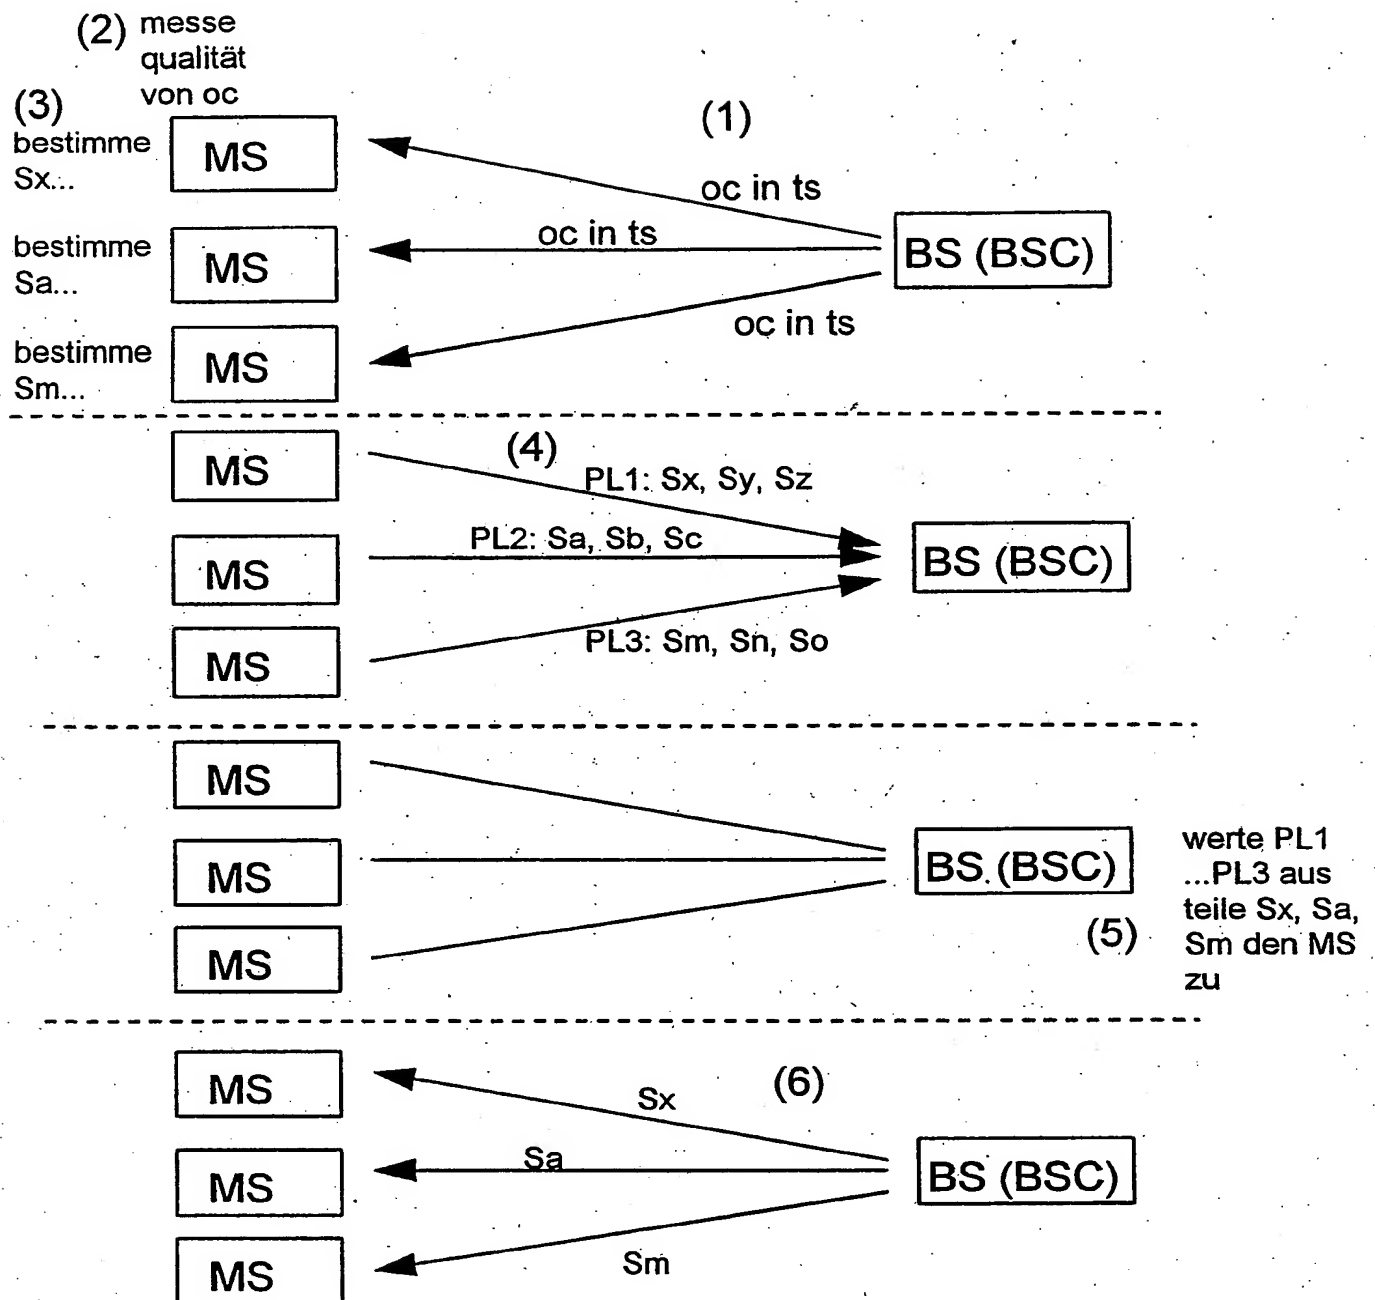 (2) messe
qualität
von oc
(3)
bestimme
Sx...
MS
(1)
oc in ts
bestimme
Sa...
MS
oc in ts
BS (BSC)
bestimme
Sm...
MS
oc in ts
MS
(4)
PL1: Sx, Sy, Sz
MS
PL2: Sa, Sb, Sc
BS (BSC)
MS
PL3: Sm, Sn, So
MS
MS
BS (BSC)
MS
(5)
werte PL1
...PL3 aus
teile Sx, Sa,
Sm den MS
zu
MS
Sx
(6)
MS
Sa
BS (BSC)
MS
Sm